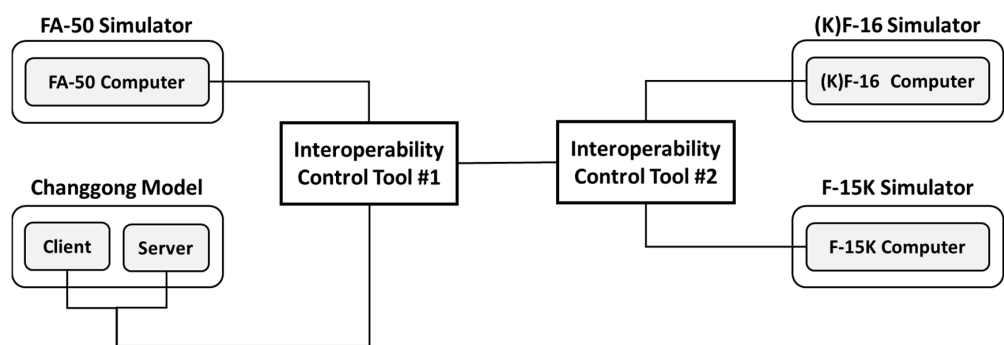 FA-50 Simulator
FA-50 Computer
Changgong Model
Client
Server
Interoperability
Control Tool #1
Interoperability
Control Tool #2
(K)F-16 Simulator
(K)F-16 Computer
F-15K Simulator
F-15K Computer